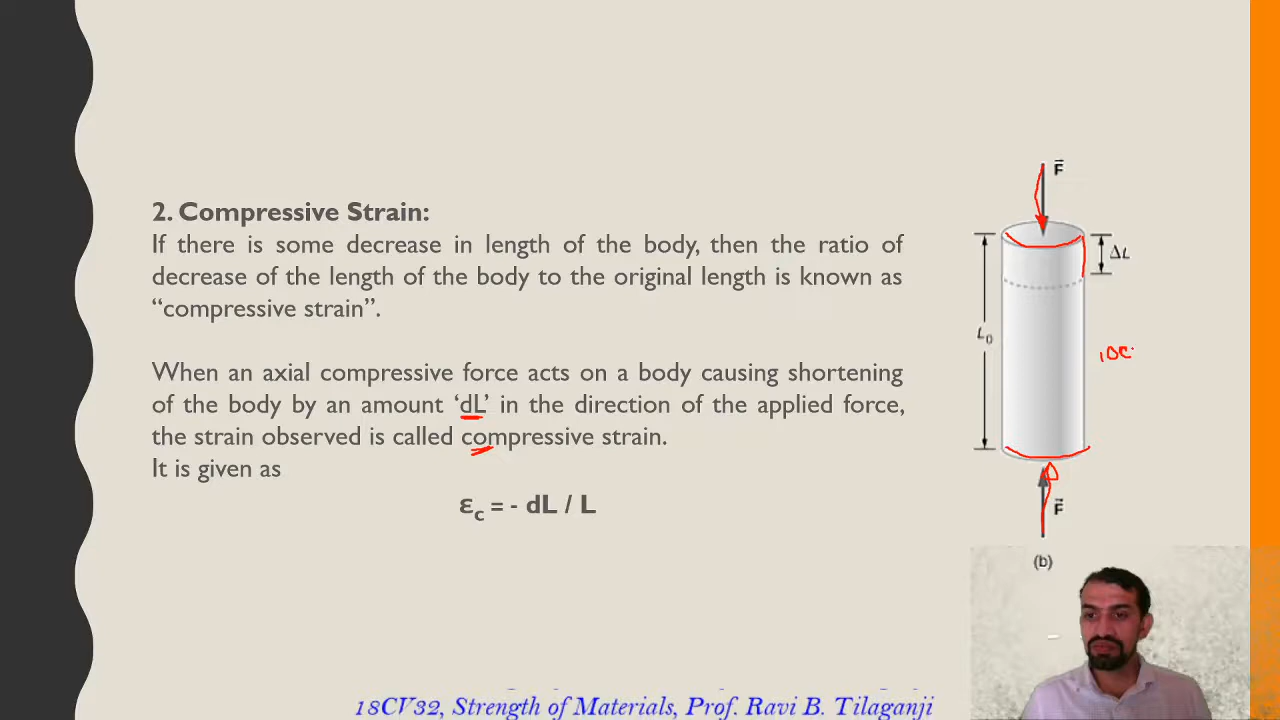 2. Compressive Strain:
If there is some decrease in length of the body, then the ratio of
decrease of the length of the body to the original length is known as
“compressive strain”.
When an axial compressive force acts on a body causing shortening
of the body by an amount ‘dL’ in the direction of the applied force,
the strain observed is called compressive strain.
It is given as
εc = - dL / L
F
ΔL
L0
F
(b)
18CV32, Strength of Materials, Prof. Ravi B. Tilaganji